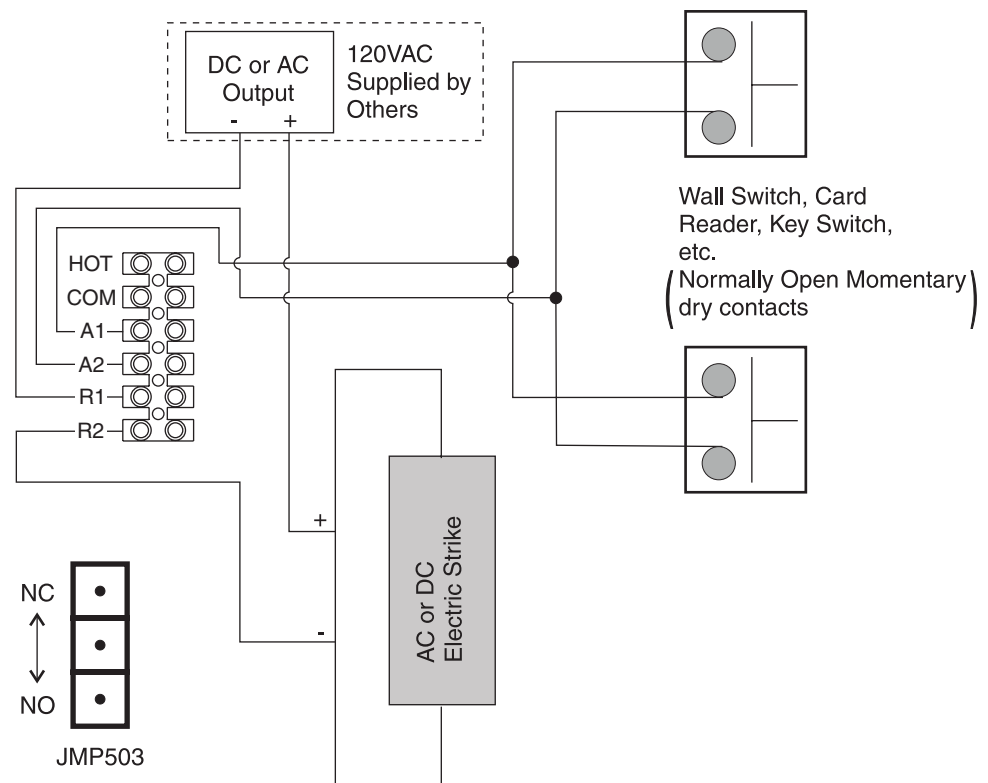 DC or AC
Output
- +
120VAC
Supplied by
Others
Wall Switch, Card
Reader, Key Switch,
etc.
(Normally Open Momentary
dry contacts)
HOT
COM
A1
A2
R1
R2
+
-
AC or DC
Electric Strike
NC
NO
JMP503